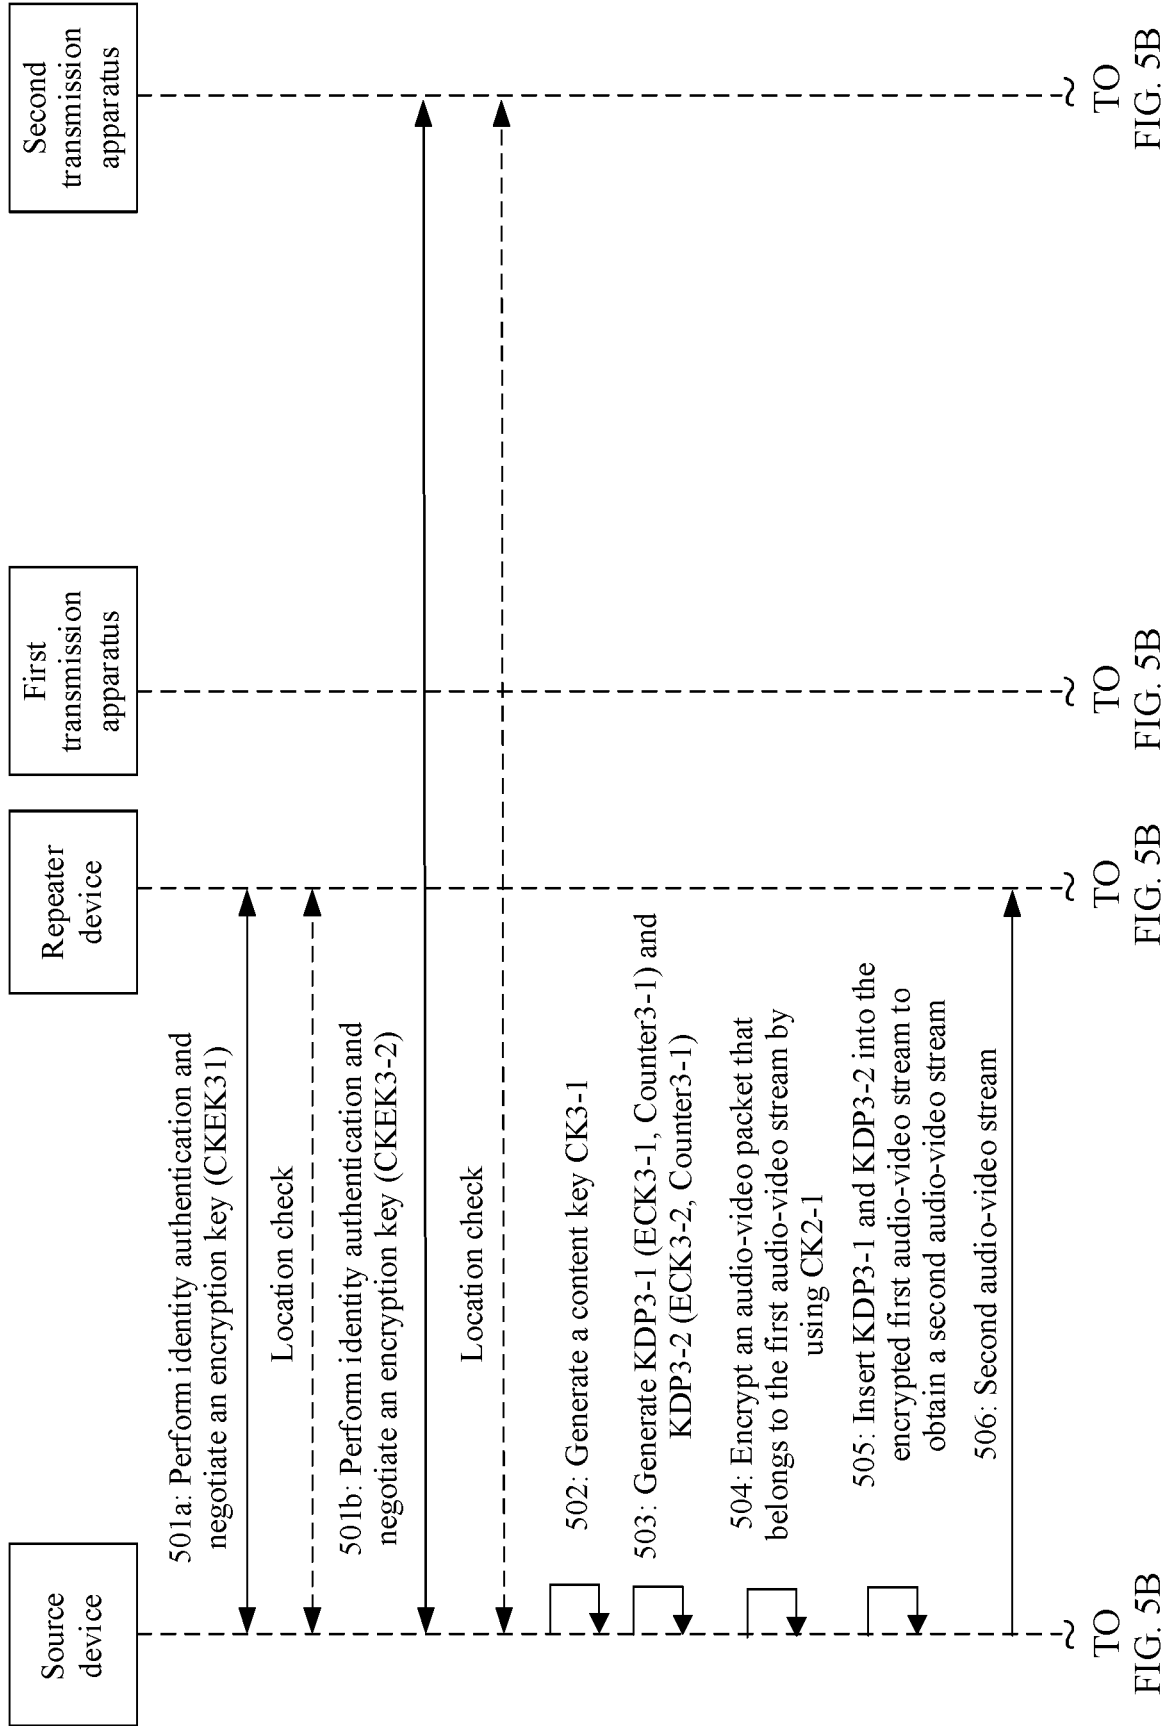 Source
device
Repeater
device
First
transmission
apparatus
Second
transmission
apparatus
501a: Perform identity authentication and
negotiate an encryption key (CKEK31)
Location check
501b: Perform identity authentication and
negotiate an encryption key (CKEK3-2)
Location check
502: Generate a content key CK3-1
503: Generate KDP3-1 (ECK3-1, Counter3-1) and
KDP3-2 (ECK3-2, Counter3-1)
504: Encrypt an audio-video packet that
belongs to the first audio-video stream by
using CK2-1
505: Insert KDP3-1 and KDP3-2 into the
encrypted first audio-video stream to
obtain a second audio-video stream
506: Second audio-video stream
TO
FIG. 5B
TO
FIG. 5B
TO
FIG. 5B
TO
FIG. 5B